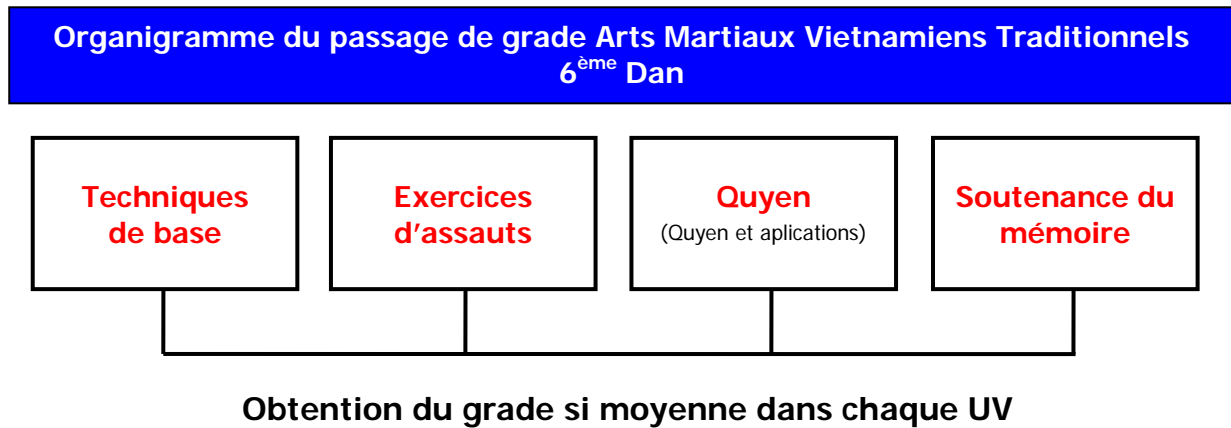 Organigramme du passage de grade Arts Martiaux Vietnamiens Traditionnels
6ème Dan
Techniques
de base
Exercices
d'assauts
Quyen
(Quyen et aplications)
Soutenance du
mémoire
Obtention du grade si moyenne dans chaque UV